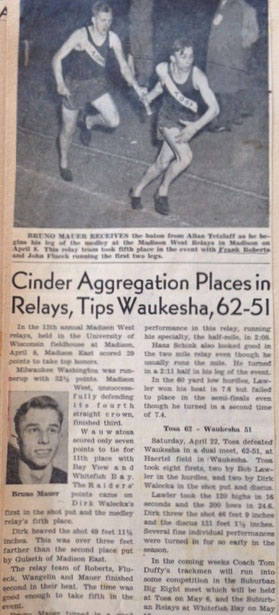 TOSA
BRUNO MAUER RECEIVES the baton from Allan Tetzlaff as he be-
gins his leg of the medley at the Madison West Relays in Madison on
April 8. This relay team took fifth place in the event with Frank Roberts
and John Flueck running the first two legs.
Cinder Aggregation Places in
Relays, Tips Waukesha, 62-51
In the 13th annual Madison West
relays, held in the University of
Wisconsin fieldhouse at Madison,
April 8, Madison East scored 29
points to take top honors.
Milwaukee Washington was run-
nerup with 22½ points. Madison
West, unsuccess-
fully defending
its fourth
straight crown,
finished third.
Wauwatosa
scored only seven
points to tie for
11th place with
Bay View and
Whitefish Bay.
The Raiders'
points came on
Dirk Walecka's
Bruno Mauer
first in the shot put and the medley
relay's fifth place.
Dirk heaved the shot 49 feet 11½
inches. This was over three feet
farther than the second place put
by Gulseth of Madison East.
The relay team of Roberts, Flu-
eck, Wangelin and Mauer finished
second in their heat. The time was
good enough to take fifth in the
event.
performance in this relay, running
his specialty, the half-mile, in 2:08.
Hans Schink also looked good in
the two mile relay even though he
usually runs the mile. He turned
in a 2:11 half in his leg of the event.
In the 60 yard low hurdles, Law-
ler won his heat in 7.6 but failed
to place in the semi-finals even
though he turned in a second time
of 7.4.
Tosa 62 - Waukesha 51
Saturday, April 22, Tosa defeated
Waukesha in a dual meet, 62-51, at
Haertel field in Waukesha. Tosa
took eight firsts, two by Bob Law-
ler in the hurdles, and two by Dirk
Walecka in the shot put and discus.
Lawler took the 120 highs in 16
seconds and the 200 lows in 24.6.
Dirk threw the shot 48 feet 9 inches
and the discus 131 feet 1½ inches.
Several fine individual performances
were turned in for so early in the
season.
In the coming weeks Coach Tom
Duffy's trackmen will run into
some competition in the Suburban
Big Eight meet which will be held
at Tosa on May 6, and the Suburb-
an Relays at Whitefish Bay on